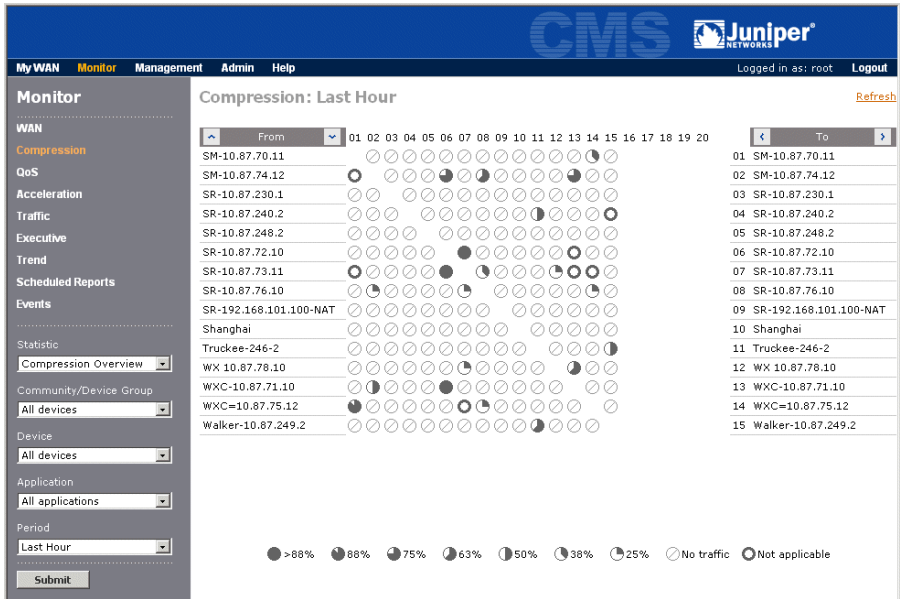 CMS
Juniper®
NETWORKS
My WAN Monitor Management Admin Help Logged in as: root Logout
Monitor
WAN
Compression
QoS
Acceleration
Traffic
Executive
Trend
Scheduled Reports
Events
Statistic
Compression Overview
Community/Device Group
All devices
Device
All devices
Application
All applications
Period
Last Hour
Submit
Compression: Last Hour
Refresh
From 01 02 03 04 05 06 07 08 09 10 11 12 13 14 15 16 17 18 19 20
SM-10.87.70.11
SM-10.87.74.12
SR-10.87.230.1
SR-10.87.240.2
SR-10.87.248.2
SR-10.87.72.10
SR-10.87.73.11
SR-10.87.76.10
SR-192.168.101.100-NAT
Shanghai
Truckee-246-2
WX 10.87.78.10
WXC-10.87.71.10
WXC=10.87.75.12
Walker-10.87.249.2
To
01 SM-10.87.70.11
02 SM-10.87.74.12
03 SR-10.87.230.1
04 SR-10.87.240.2
05 SR-10.87.248.2
06 SR-10.87.72.10
07 SR-10.87.73.11
08 SR-10.87.76.10
09 SR-192.168.101.100-NAT
10 Shanghai
11 Truckee-246-2
12 WX 10.87.78.10
13 WXC-10.87.71.10
14 WXC=10.87.75.12
15 Walker-10.87.249.2
>88% 88% 75% 63% 50% 38% 25% No traffic Not applicable